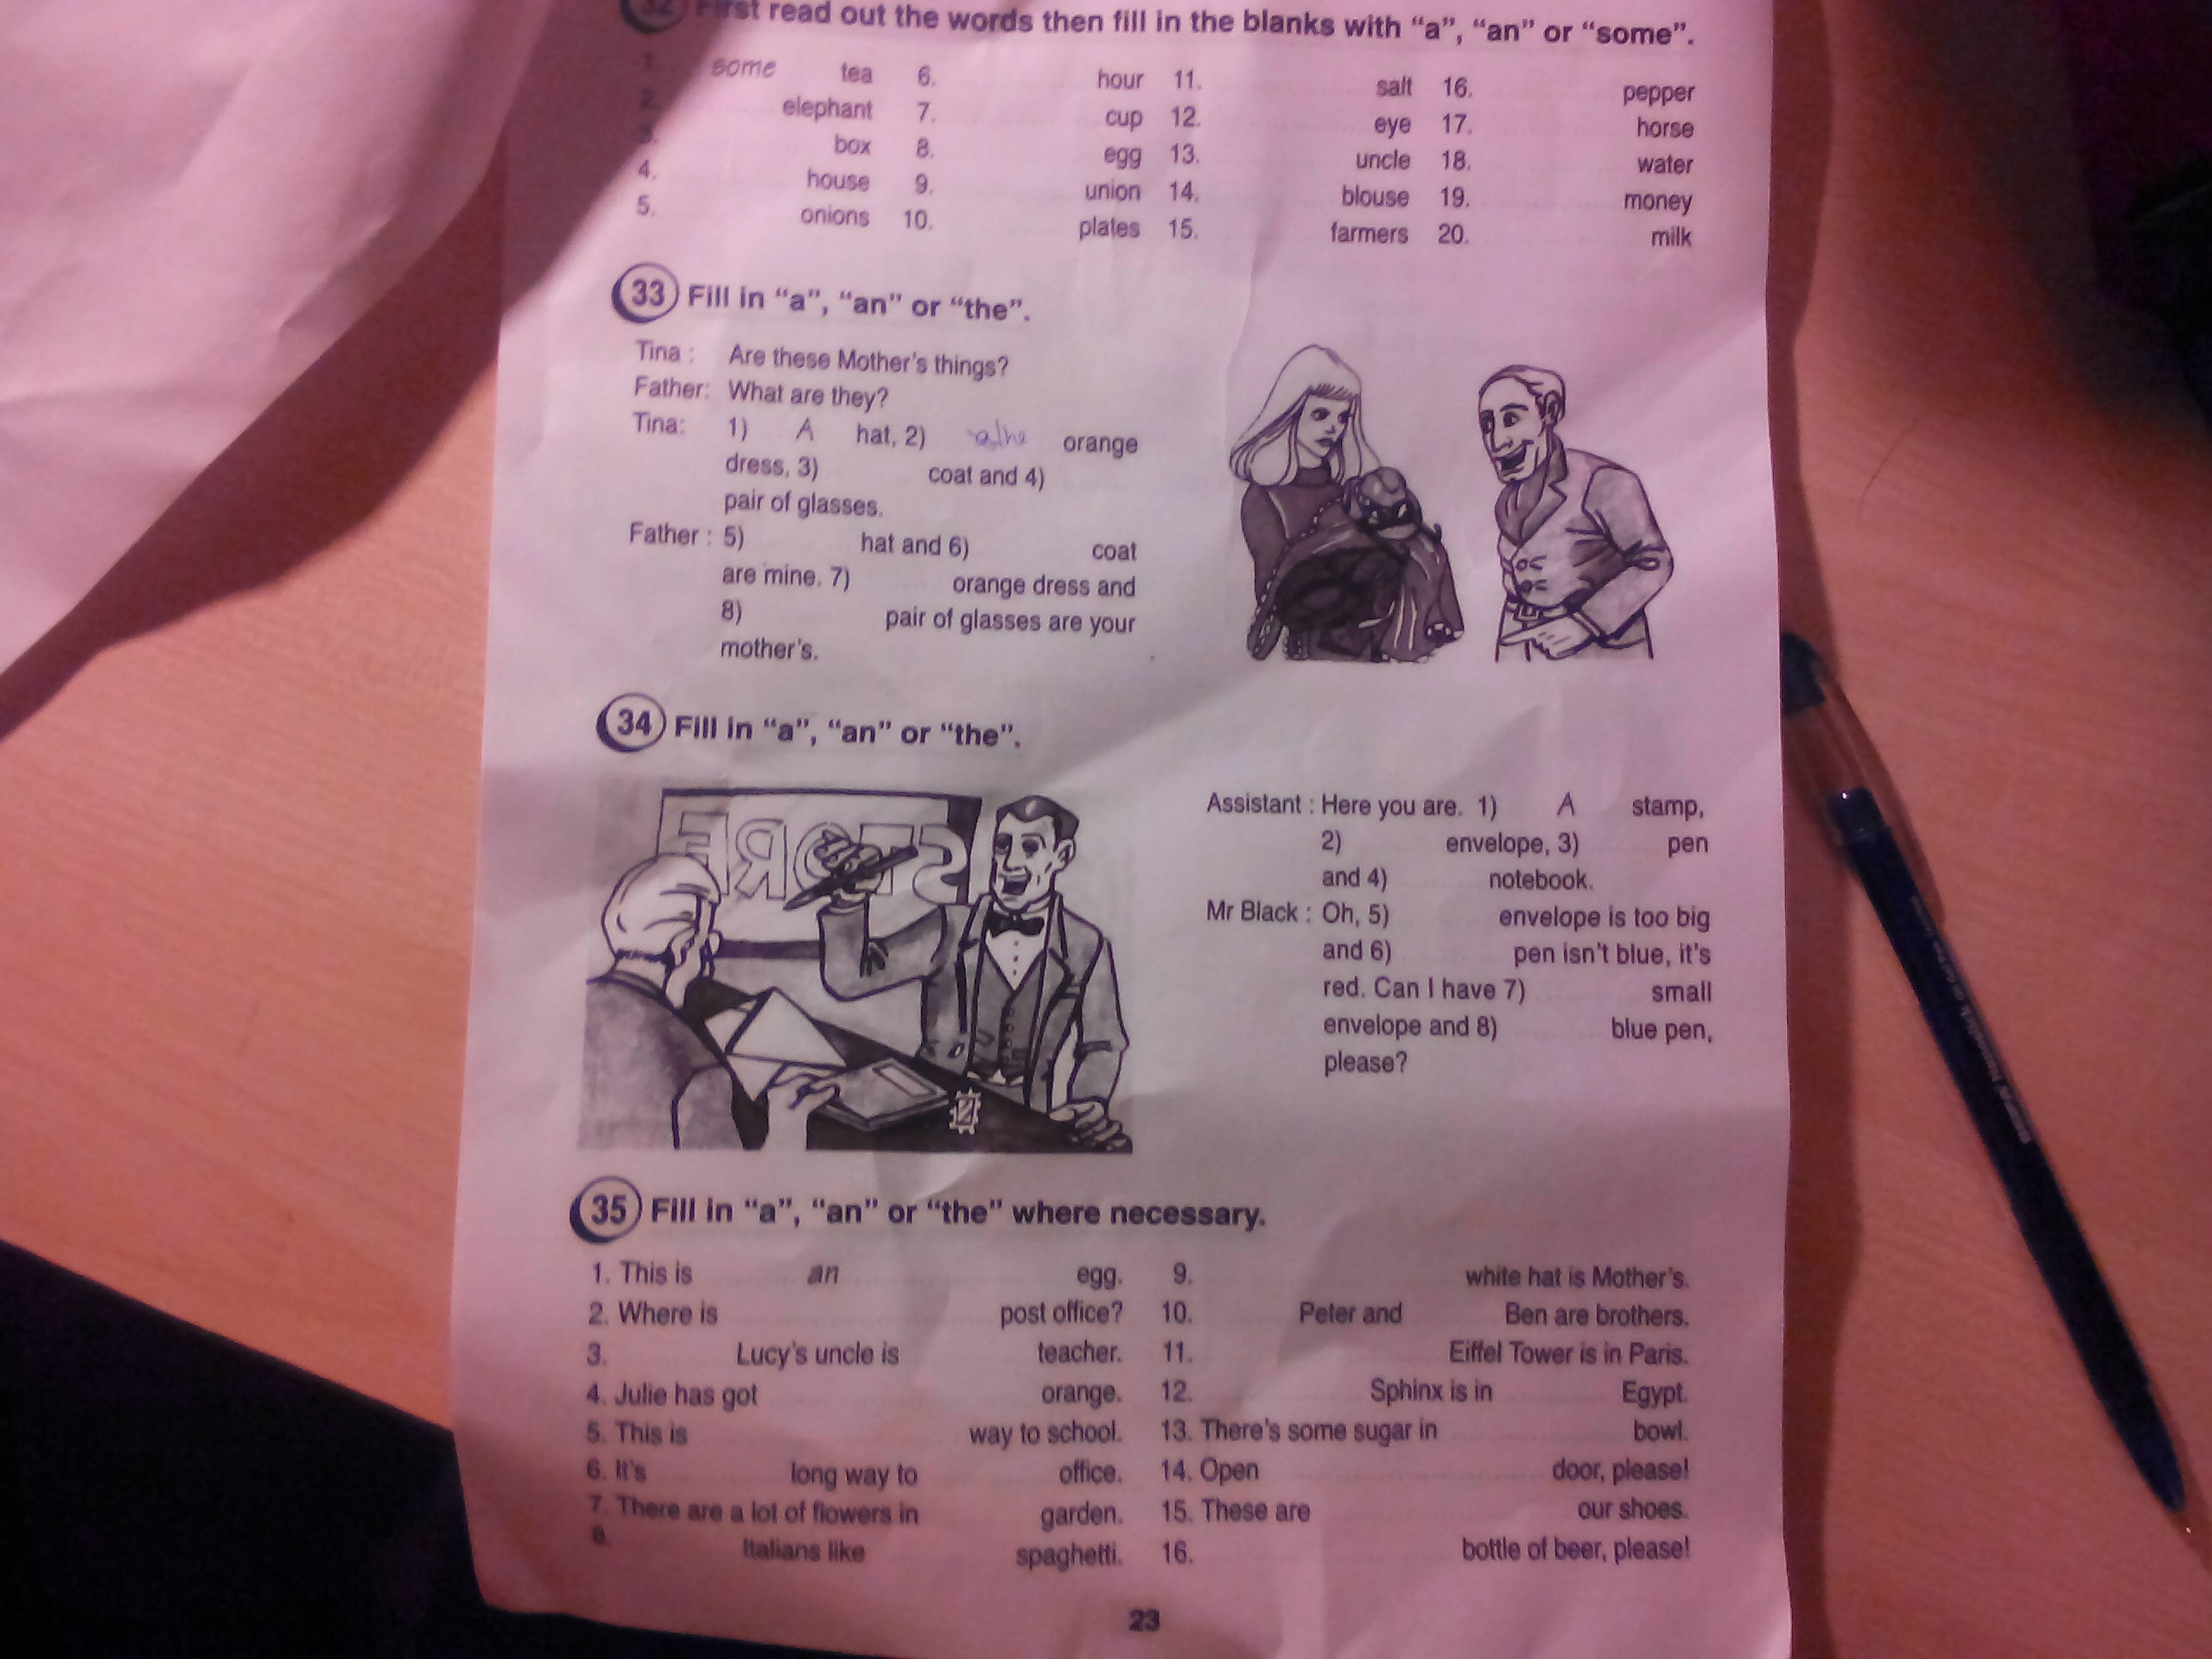 32 First read out the words then fill in the blanks with “a”, “an” or “some”.
1. some tea 6. hour 11. salt 16. pepper
2. elephant 7. cup 12. eye 17. horse
3. box 8. egg 13. uncle 18. water
4. house 9. union 14. blouse 19. money
5. onions 10. plates 15. farmers 20. milk
33 Fill in “a”, “an” or “the”.
Tina : Are these Mother's things?
Father: What are they?
Tina: 1) A hat, 2) orange
dress, 3) coat and 4)
pair of glasses.
Father : 5) hat and 6) coat
are mine. 7) orange dress and
8) pair of glasses are your
mother's.
34 Fill in “a”, “an” or “the”.
STORE
Assistant : Here you are. 1) A stamp,
2) envelope, 3) pen
and 4) notebook.
Mr Black : Oh, 5) envelope is too big
and 6) pen isn't blue, it's
red. Can I have 7) small
envelope and 8) blue pen,
please?
35 Fill in “a”, “an” or “the” where necessary.
1. This is an egg.
2. Where is post office?
3. Lucy's uncle is teacher.
4. Julie has got orange.
5. This is way to school.
6. It's long way to office.
7. There are a lot of flowers in garden.
8. Italians like spaghetti.
9. white hat is Mother's.
10. Peter and Ben are brothers.
11. Eiffel Tower is in Paris.
12. Sphinx is in Egypt.
13. There's some sugar in bowl.
14. Open door, please!
15. These are our shoes.
16. bottle of beer, please!
23